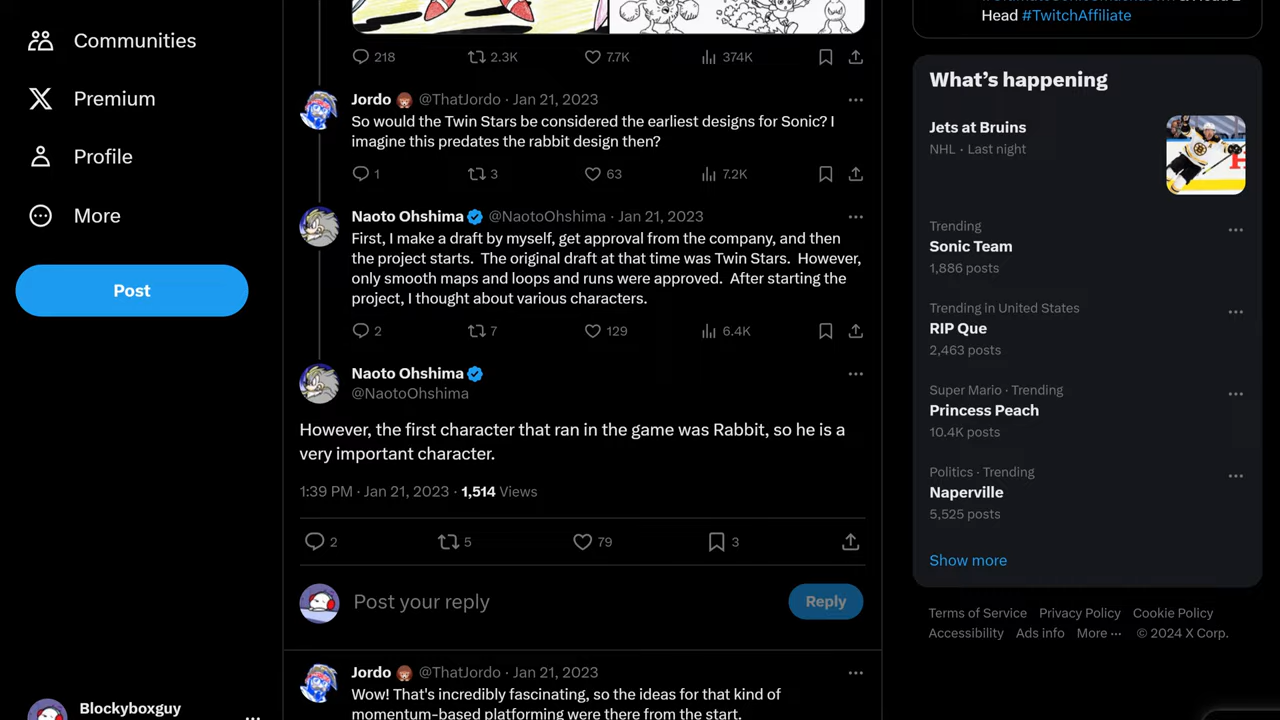 Communities
Premium
Profile
More
Post
Blockyboxguy
218 2.3K 7.7K 374K
Jordo @ThatJordo · Jan 21, 2023
So would the Twin Stars be considered the earliest designs for Sonic? I
imagine this predates the rabbit design then?
1 3 63 7.2K
Naoto Ohshima @NaotoOhshima · Jan 21, 2023
First, I make a draft by myself, get approval from the company, and then
the project starts. The original draft at that time was Twin Stars. However,
only smooth maps and loops and runs were approved. After starting the
project, I thought about various characters.
2 7 129 6.4K
Naoto Ohshima
@NaotoOhshima
However, the first character that ran in the game was Rabbit, so he is a
very important character.
1:39 PM · Jan 21, 2023 · 1,514 Views
2 5 79 3
Post your reply
Reply
Jordo @ThatJordo · Jan 21, 2023
Wow! That's incredibly fascinating, so the ideas for that kind of
momentum-based platforming were there from the start.
Head #TwitchAffiliate
What's happening
Jets at Bruins
NHL · Last night
Trending
Sonic Team
1,886 posts
Trending in United States
RIP Que
2,463 posts
Super Mario · Trending
Princess Peach
10.4K posts
Politics · Trending
Naperville
5,525 posts
Show more
Terms of Service Privacy Policy Cookie Policy
Accessibility Ads info More ··· © 2024 X Corp.